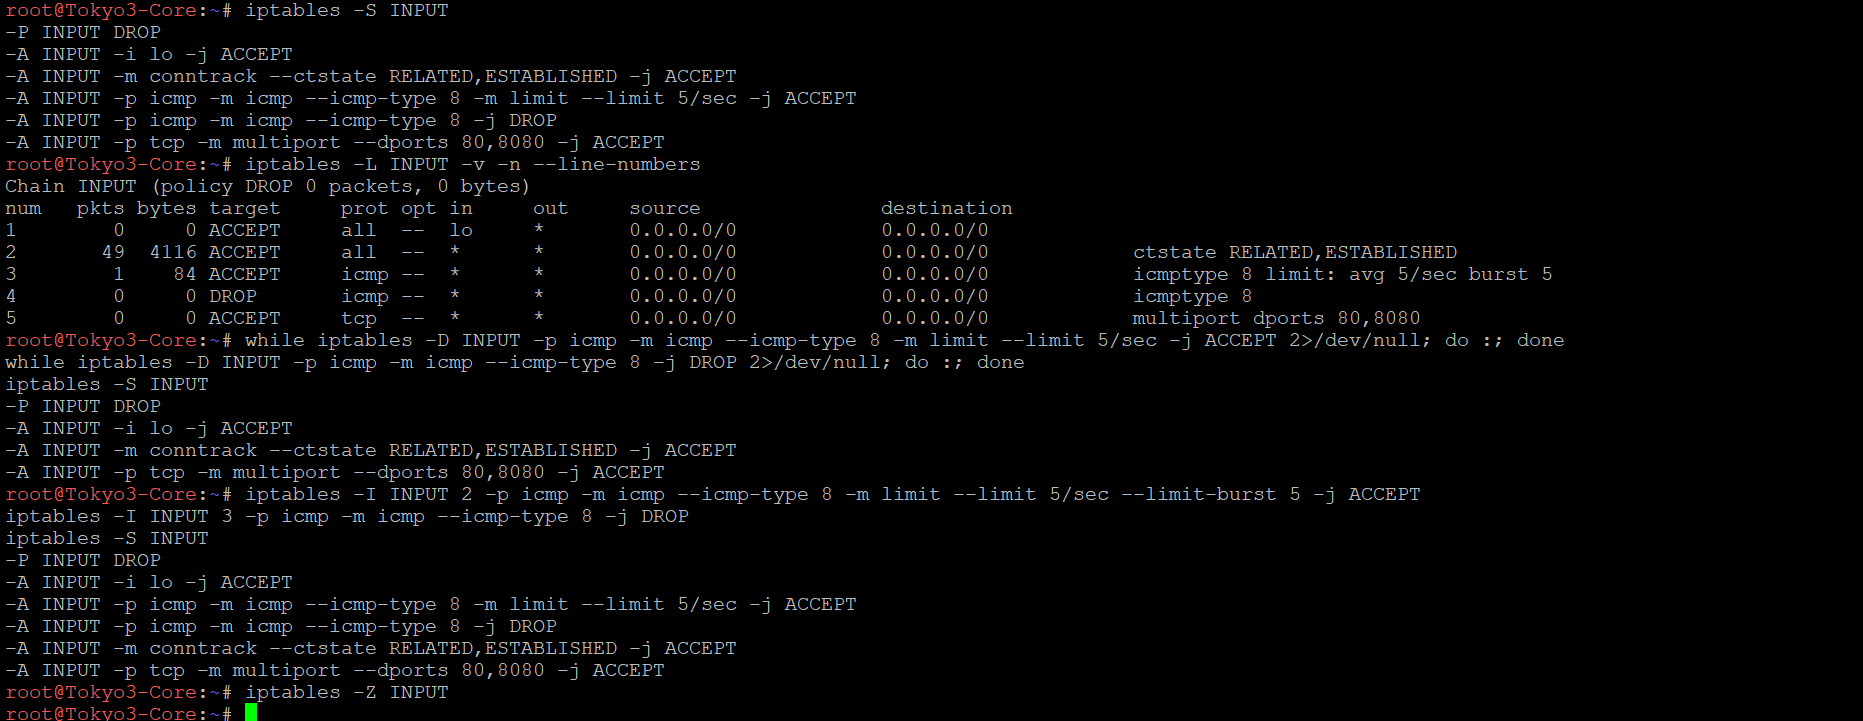 root@Tokyo3-Core:~# iptables -S INPUT
-P INPUT DROP
-A INPUT -i lo -j ACCEPT
-A INPUT -m conntrack --ctstate RELATED,ESTABLISHED -j ACCEPT
-A INPUT -p icmp -m icmp --icmp-type 8 -m limit --limit 5/sec -j ACCEPT
-A INPUT -p icmp -m icmp --icmp-type 8 -j DROP
-A INPUT -p tcp -m multiport --dports 80,8080 -j ACCEPT
root@Tokyo3-Core:~# iptables -L INPUT -v -n --line-numbers
Chain INPUT (policy DROP 0 packets, 0 bytes)
num   pkts bytes target     prot opt in     out     source               destination
1        0     0 ACCEPT     all  --  lo     *       0.0.0.0/0            0.0.0.0/0
2       49  4116 ACCEPT     all  --  *      *       0.0.0.0/0            0.0.0.0/0            ctstate RELATED,ESTABLISHED
3        1    84 ACCEPT     icmp --  *      *       0.0.0.0/0            0.0.0.0/0            icmptype 8 limit: avg 5/sec burst 5
4        0     0 DROP       icmp --  *      *       0.0.0.0/0            0.0.0.0/0            icmptype 8
5        0     0 ACCEPT     tcp  --  *      *       0.0.0.0/0            0.0.0.0/0            multiport dports 80,8080
root@Tokyo3-Core:~# while iptables -D INPUT -p icmp -m icmp --icmp-type 8 -m limit --limit 5/sec -j ACCEPT 2>/dev/null; do :; done
while iptables -D INPUT -p icmp -m icmp --icmp-type 8 -j DROP 2>/dev/null; do :; done
iptables -S INPUT
-P INPUT DROP
-A INPUT -i lo -j ACCEPT
-A INPUT -m conntrack --ctstate RELATED,ESTABLISHED -j ACCEPT
-A INPUT -p tcp -m multiport --dports 80,8080 -j ACCEPT
root@Tokyo3-Core:~# iptables -I INPUT 2 -p icmp -m icmp --icmp-type 8 -m limit --limit 5/sec --limit-burst 5 -j ACCEPT
iptables -I INPUT 3 -p icmp -m icmp --icmp-type 8 -j DROP
iptables -S INPUT
-P INPUT DROP
-A INPUT -i lo -j ACCEPT
-A INPUT -p icmp -m icmp --icmp-type 8 -m limit --limit 5/sec -j ACCEPT
-A INPUT -p icmp -m icmp --icmp-type 8 -j DROP
-A INPUT -m conntrack --ctstate RELATED,ESTABLISHED -j ACCEPT
-A INPUT -p tcp -m multiport --dports 80,8080 -j ACCEPT
root@Tokyo3-Core:~# iptables -Z INPUT
root@Tokyo3-Core:~#